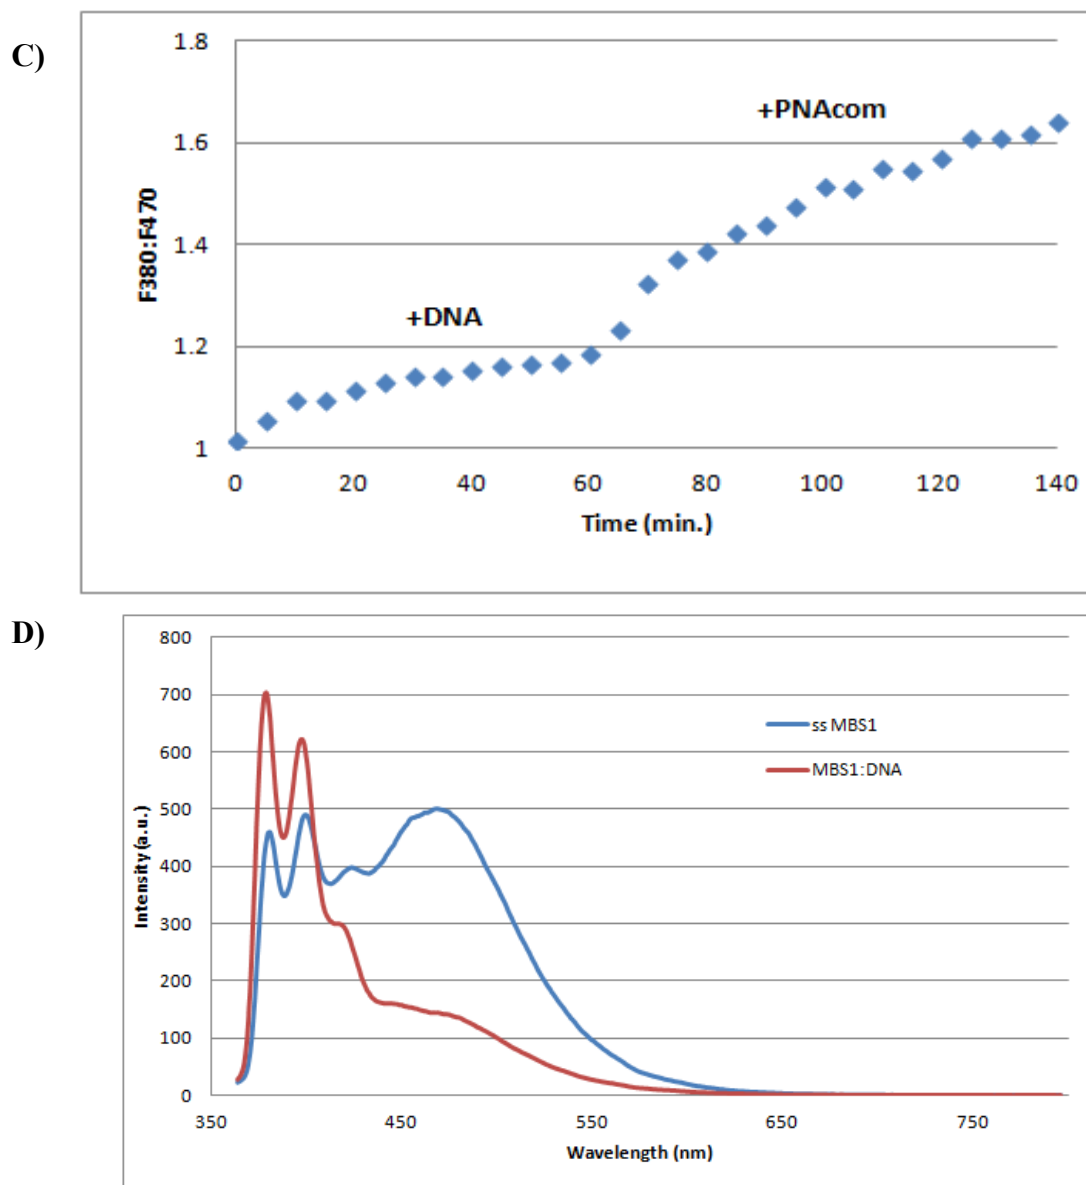 C)
1.8
1.6
1.4
1.2
1
F380:F470
+PNAcom
+DNA
0 20 40 60 80 100 120 140
Time (min.)
D)
800
700
600
500
400
300
200
100
0
Intensity (a.u.)
ss MBS1
MBS1:DNA
350 450 550 650 750
Wavelength (nm)